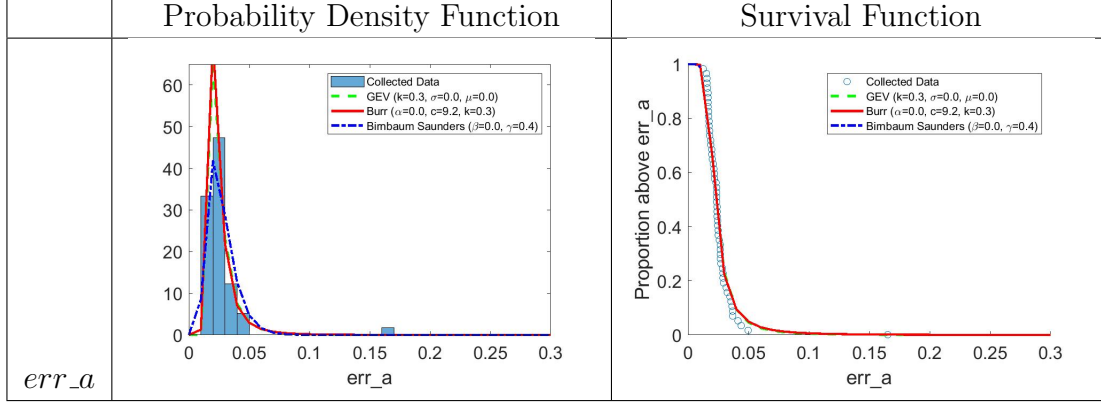 Probability Density Function
Survival Function
60
50
40
30
20
10
0
0
0.05
0.1
0.15
0.2
0.25
0.3
err_a
Collected Data
GEV (k=0.3, σ=0.0, μ=0.0)
Burr (α=0.0, c=9.2, k=0.3)
Birnbaum Saunders (β=0.0, γ=0.4)
Proportion above err_a
1
0.8
0.6
0.4
0.2
0
0
0.05
0.1
0.15
0.2
0.25
0.3
err_a
Collected Data
GEV (k=0.3, σ=0.0, μ=0.0)
Burr (α=0.0, c=9.2, k=0.3)
Birnbaum Saunders (β=0.0, γ=0.4)
err_a